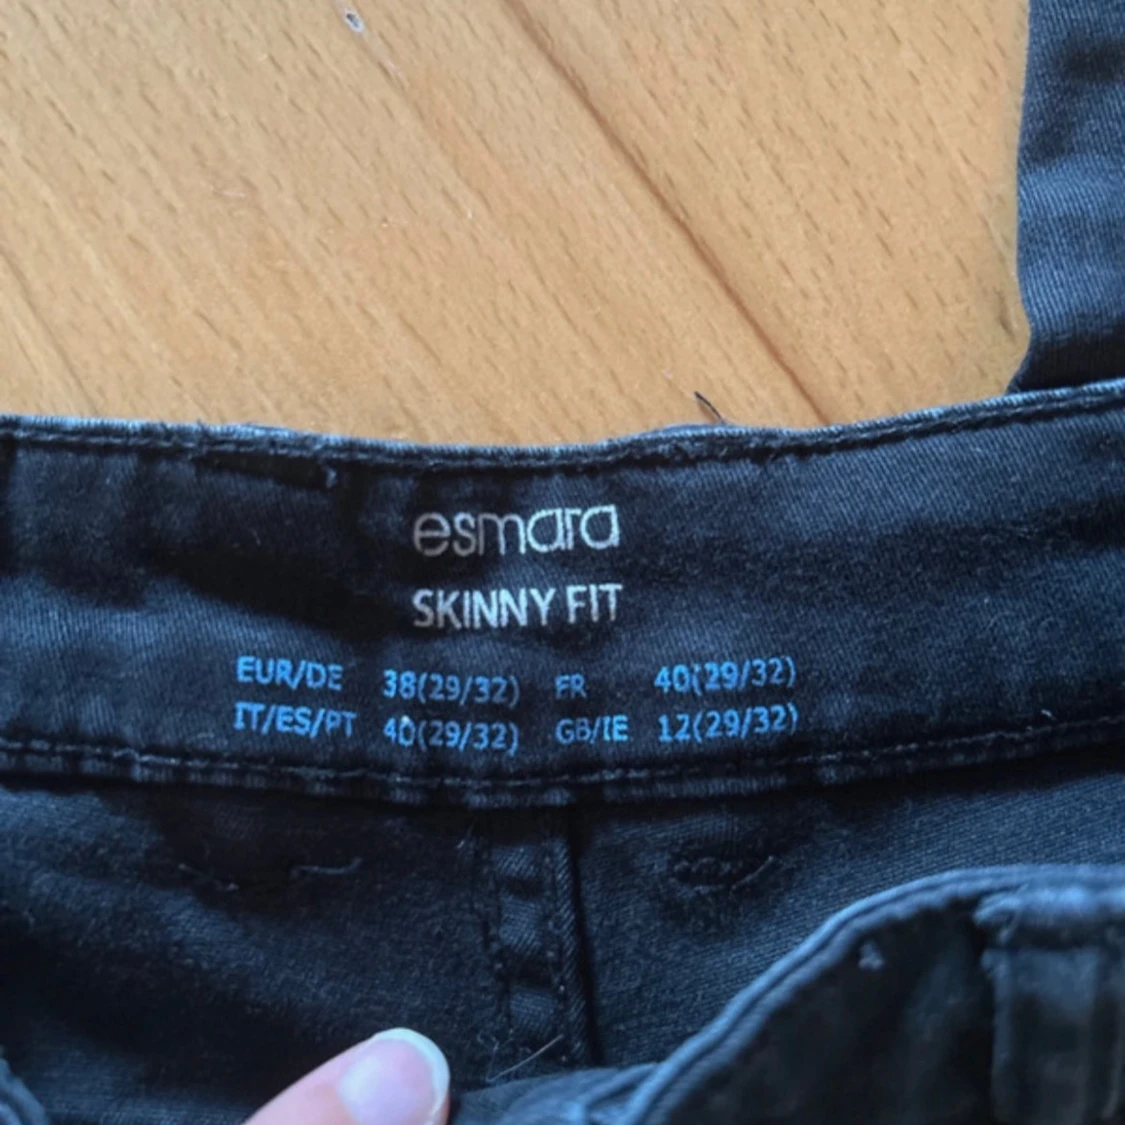 esmara
SKINNY FIT
EUR/DE 38(29/32) FR 40(29/32)
IT/ES/PT 40(29/32) GB/IE 12(29/32)